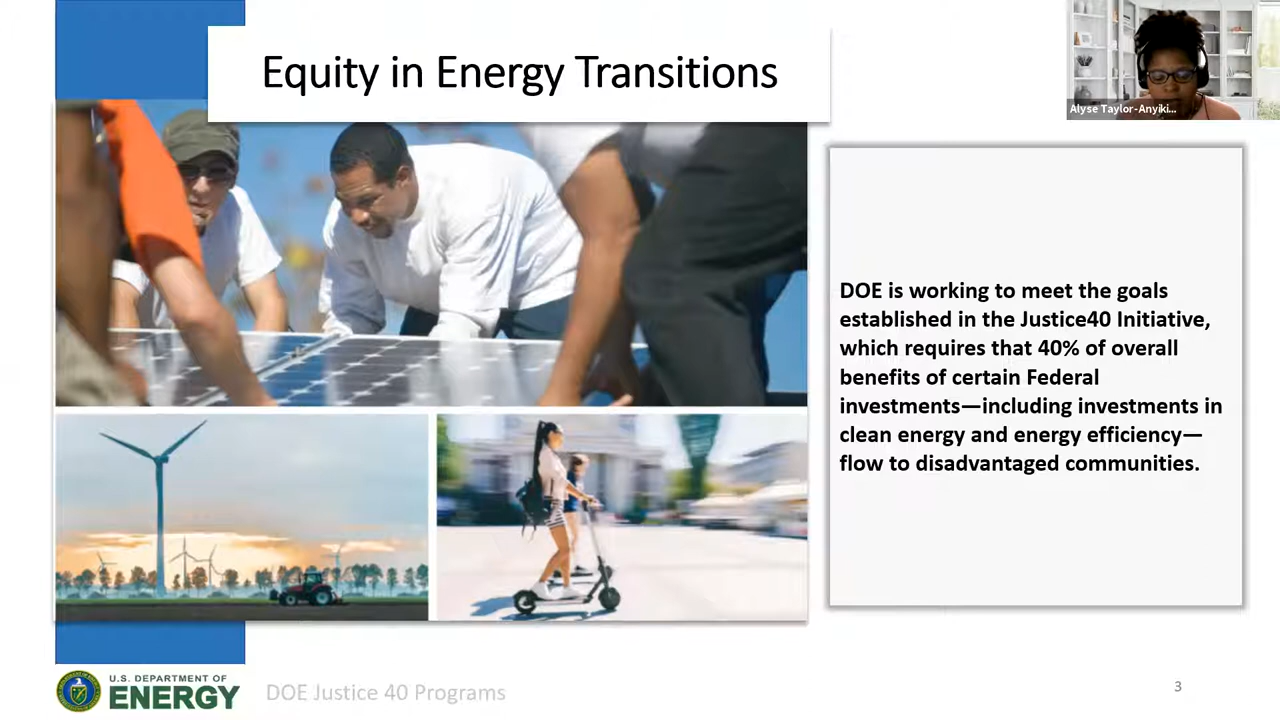 Equity in Energy Transitions
Alyse Taylor-Anyiki...
DOE is working to meet the goals
established in the Justice40 Initiative,
which requires that 40% of overall
benefits of certain Federal
investments—including investments in
clean energy and energy efficiency—
flow to disadvantaged communities.
U.S. DEPARTMENT OF
ENERGY
DOE Justice 40 Programs
3